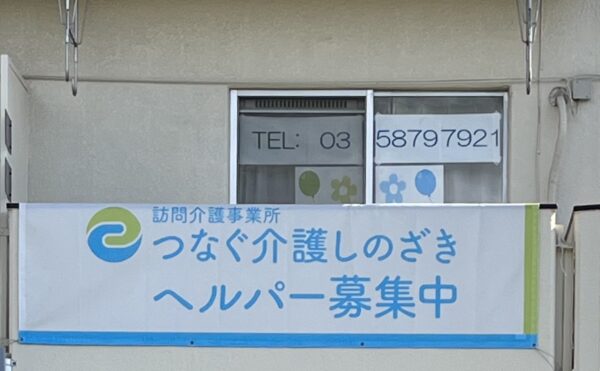 TEL: 03 58797921
訪問介護事業所
つなぐ介護しのざき
ヘルパー募集中